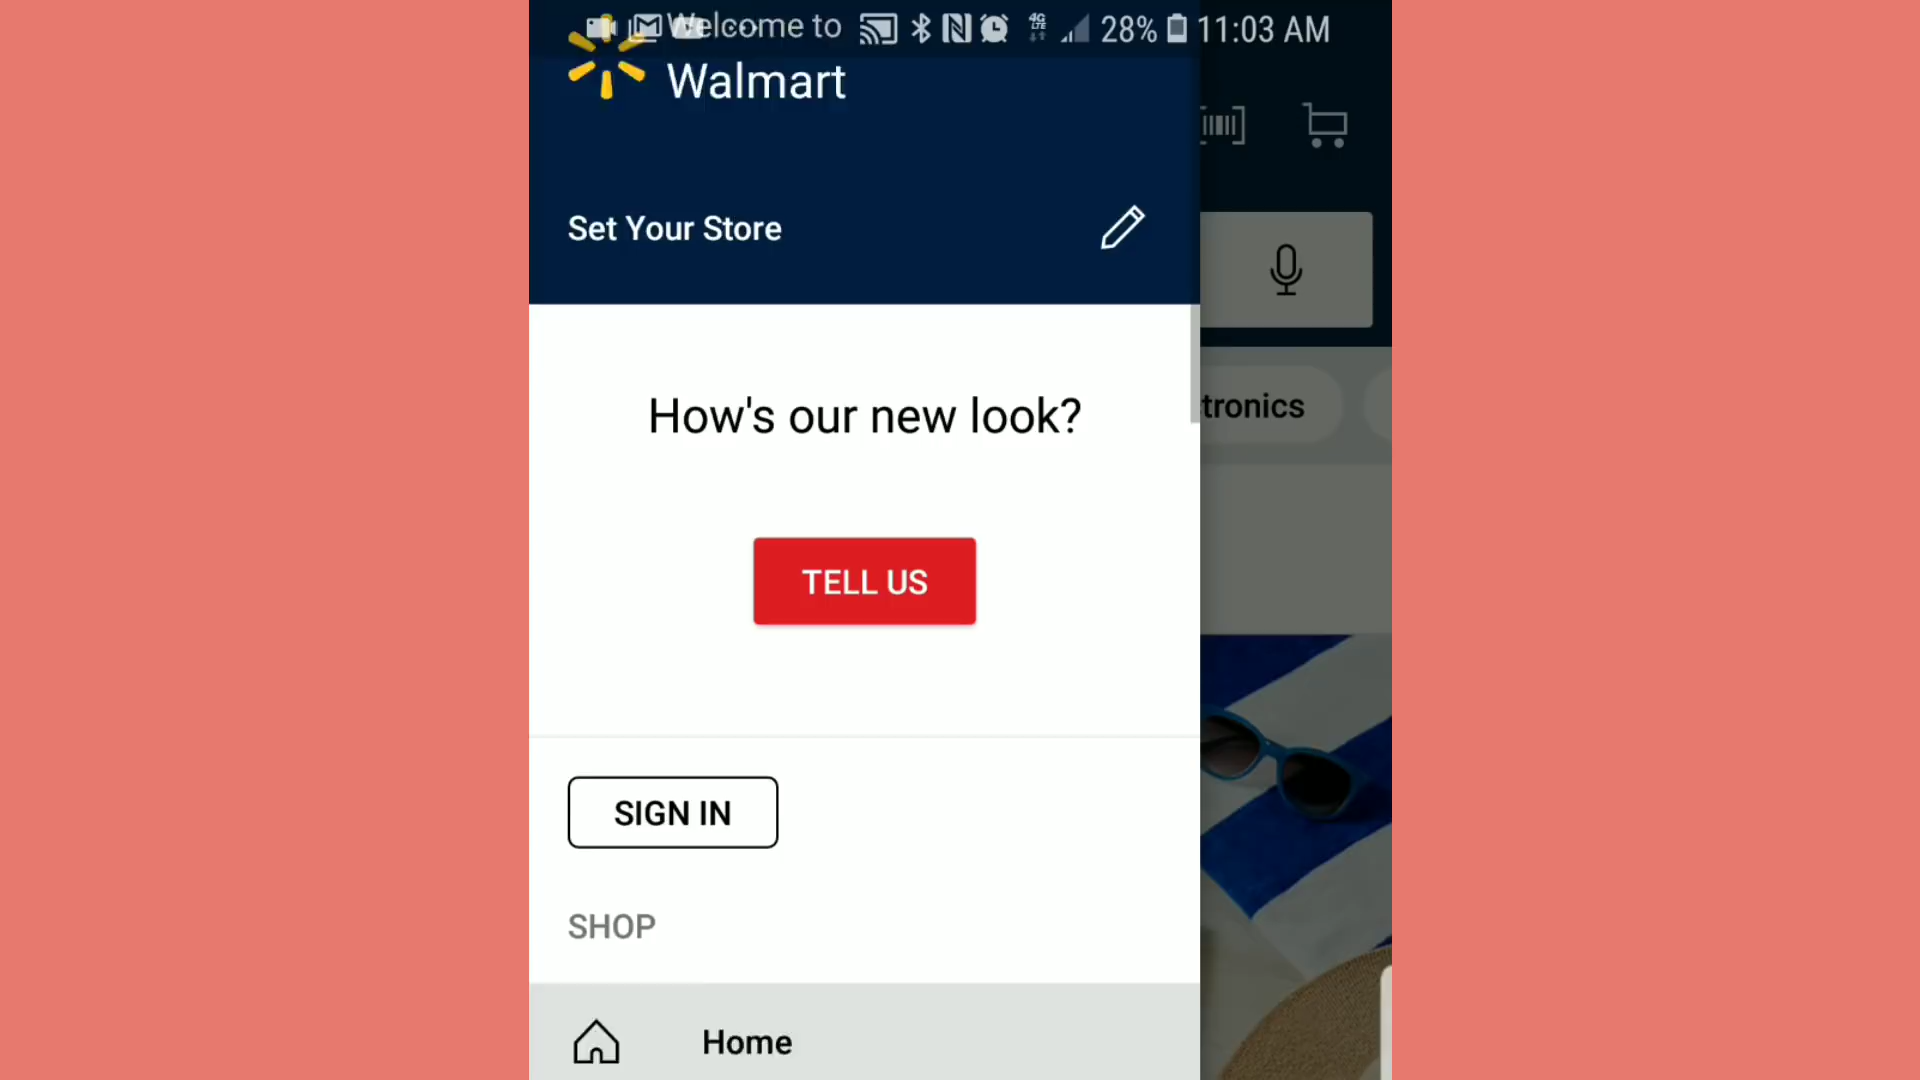 Welcome to
28% 11:03 AM
Walmart
Set Your Store
tronics
How's our new look?
TELL US
SIGN IN
SHOP
Home